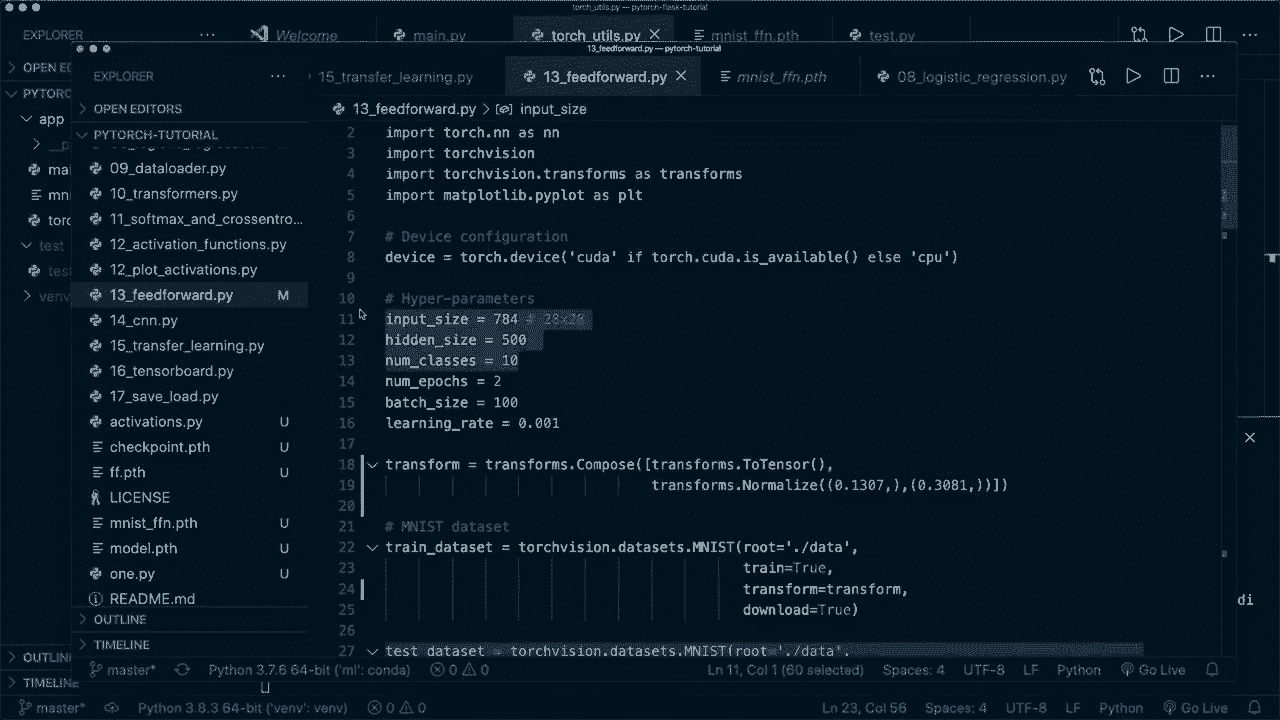 torch_utils.py — pytorch-flask-tutorial
EXPLORER ··· Welcome main.py torch_utils.py mnist_ffn.pth test.py ···
13_feedforward.py — pytorch-tutorial
OPEN ED
PYTORC
app
__p
mai
mni
torc
test
test
venv
OUTLIN
TIMELINE
EXPLORER ··· 15_transfer_learning.py 13_feedforward.py mnist_ffn.pth 08_logistic_regression.py ···
OPEN EDITORS
PYTORCH-TUTORIAL
09_dataloader.py
10_transformers.py
11_softmax_and_crossentro...
12_activation_functions.py
12_plot_activations.py
13_feedforward.py M
14_cnn.py
15_transfer_learning.py
16_tensorboard.py
17_save_load.py
activations.py U
checkpoint.pth U
ff.pth U
LICENSE
mnist_ffn.pth U
model.pth U
one.py U
README.md
OUTLINE
TIMELINE
13_feedforward.py > input_size
2 import torch.nn as nn
3 import torchvision
4 import torchvision.transforms as transforms
5 import matplotlib.pyplot as plt
6
7 # Device configuration
8 device = torch.device('cuda' if torch.cuda.is_available() else 'cpu')
9
10 # Hyper-parameters
11 input_size = 784 # 28x28
12 hidden_size = 500
13 num_classes = 10
14 num_epochs = 2
15 batch_size = 100
16 learning_rate = 0.001
17
18 transform = transforms.Compose([transforms.ToTensor(),
19 transforms.Normalize((0.1307,),(0.3081,))])
20
21 # MNIST dataset
22 train_dataset = torchvision.datasets.MNIST(root='./data',
23 train=True,
24 transform=transform,
25 download=True)
26
27 test_dataset = torchvision.datasets.MNIST(root='./data',
di
master* Python 3.7.6 64-bit ('ml': conda) 0 0 Ln 11, Col 1 (60 selected) Spaces: 4 UTF-8 LF Python Go Live
master* Python 3.8.3 64-bit ('venv': venv) 0 0 Ln 23, Col 56 Spaces: 4 UTF-8 LF Python Go Live